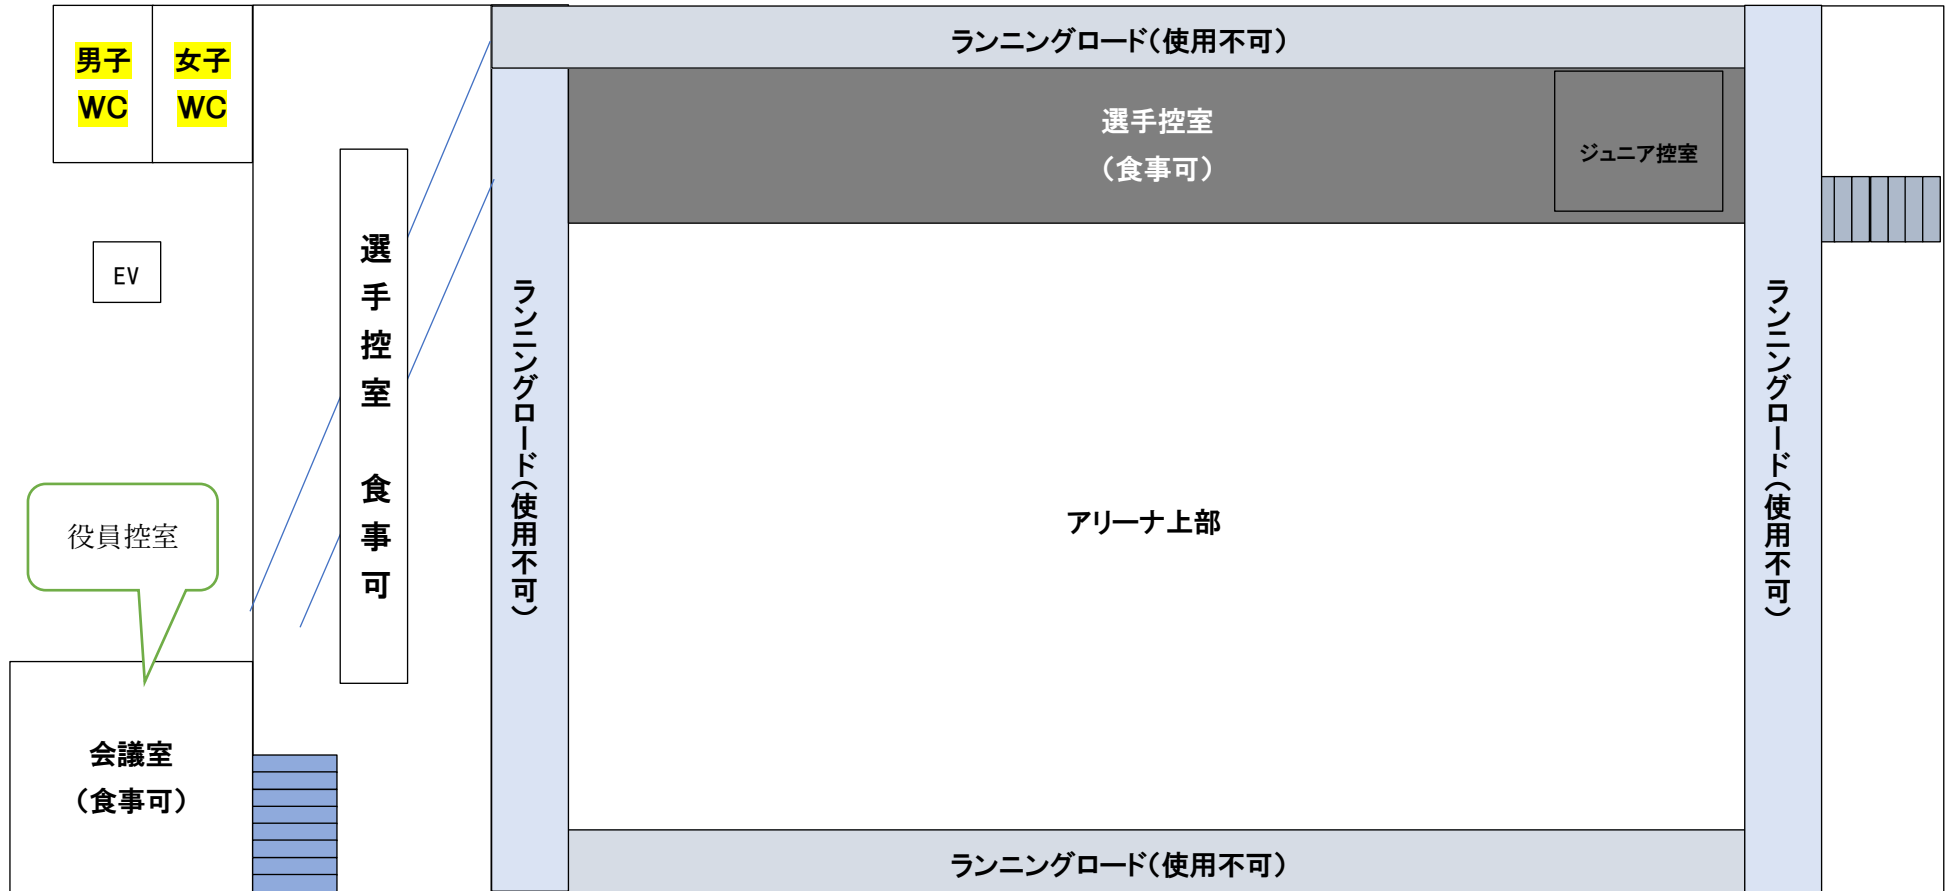 男子
WC
女子
WC
ランニングロード(使用不可)
選手控室
(食事可)
ジュニア控室
EV
選手控室　食事可
ランニングロード(使用不可)
ランニングロード(使用不可)
アリーナ上部
役員控室
会議室
(食事可)
ランニングロード(使用不可)